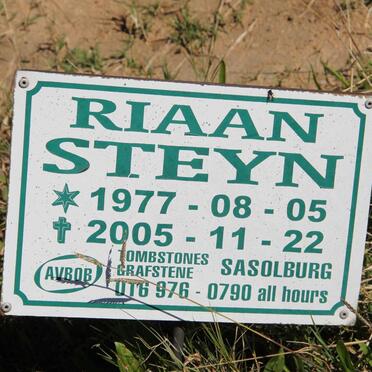 RIAAN
STEYN
1977 - 08 - 05
2005 - 11 - 22
AVBOB
TOMBSTONES
GRAFSTENE
SASOLBURG
016 976 - 0790 all hours